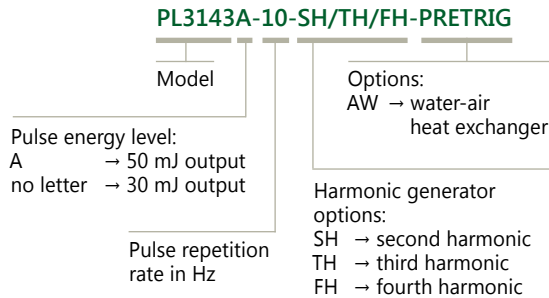 PL3143A-10-SH/TH/FH-PRETRIG
Model
Options:
AW → water-air
heat exchanger
Pulse energy level:
A → 50 mJ output
no letter → 30 mJ output
Harmonic generator
options:
SH → second harmonic
TH → third harmonic
FH → fourth harmonic
Pulse repetition
rate in Hz